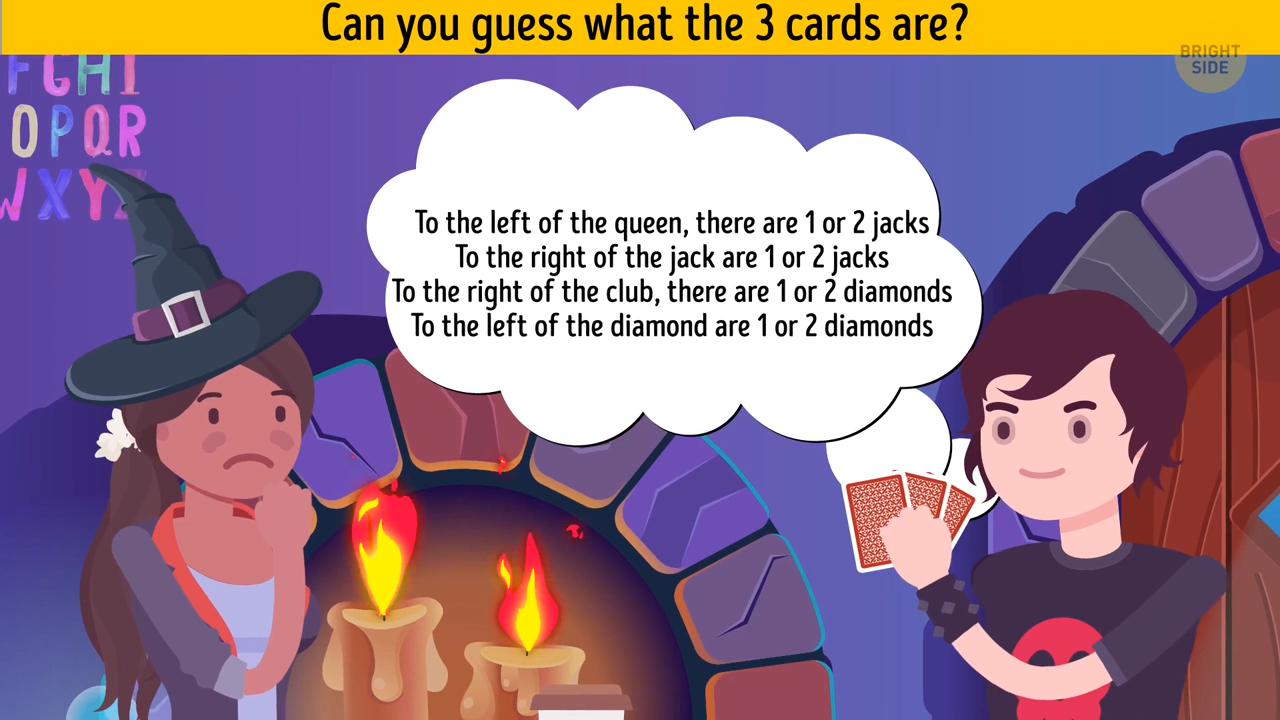 Can you guess what the 3 cards are?
BRIGHT
SIDE
FGHI
OPQR
WXYZ
To the left of the queen, there are 1 or 2 jacks
To the right of the jack are 1 or 2 jacks
To the right of the club, there are 1 or 2 diamonds
To the left of the diamond are 1 or 2 diamonds